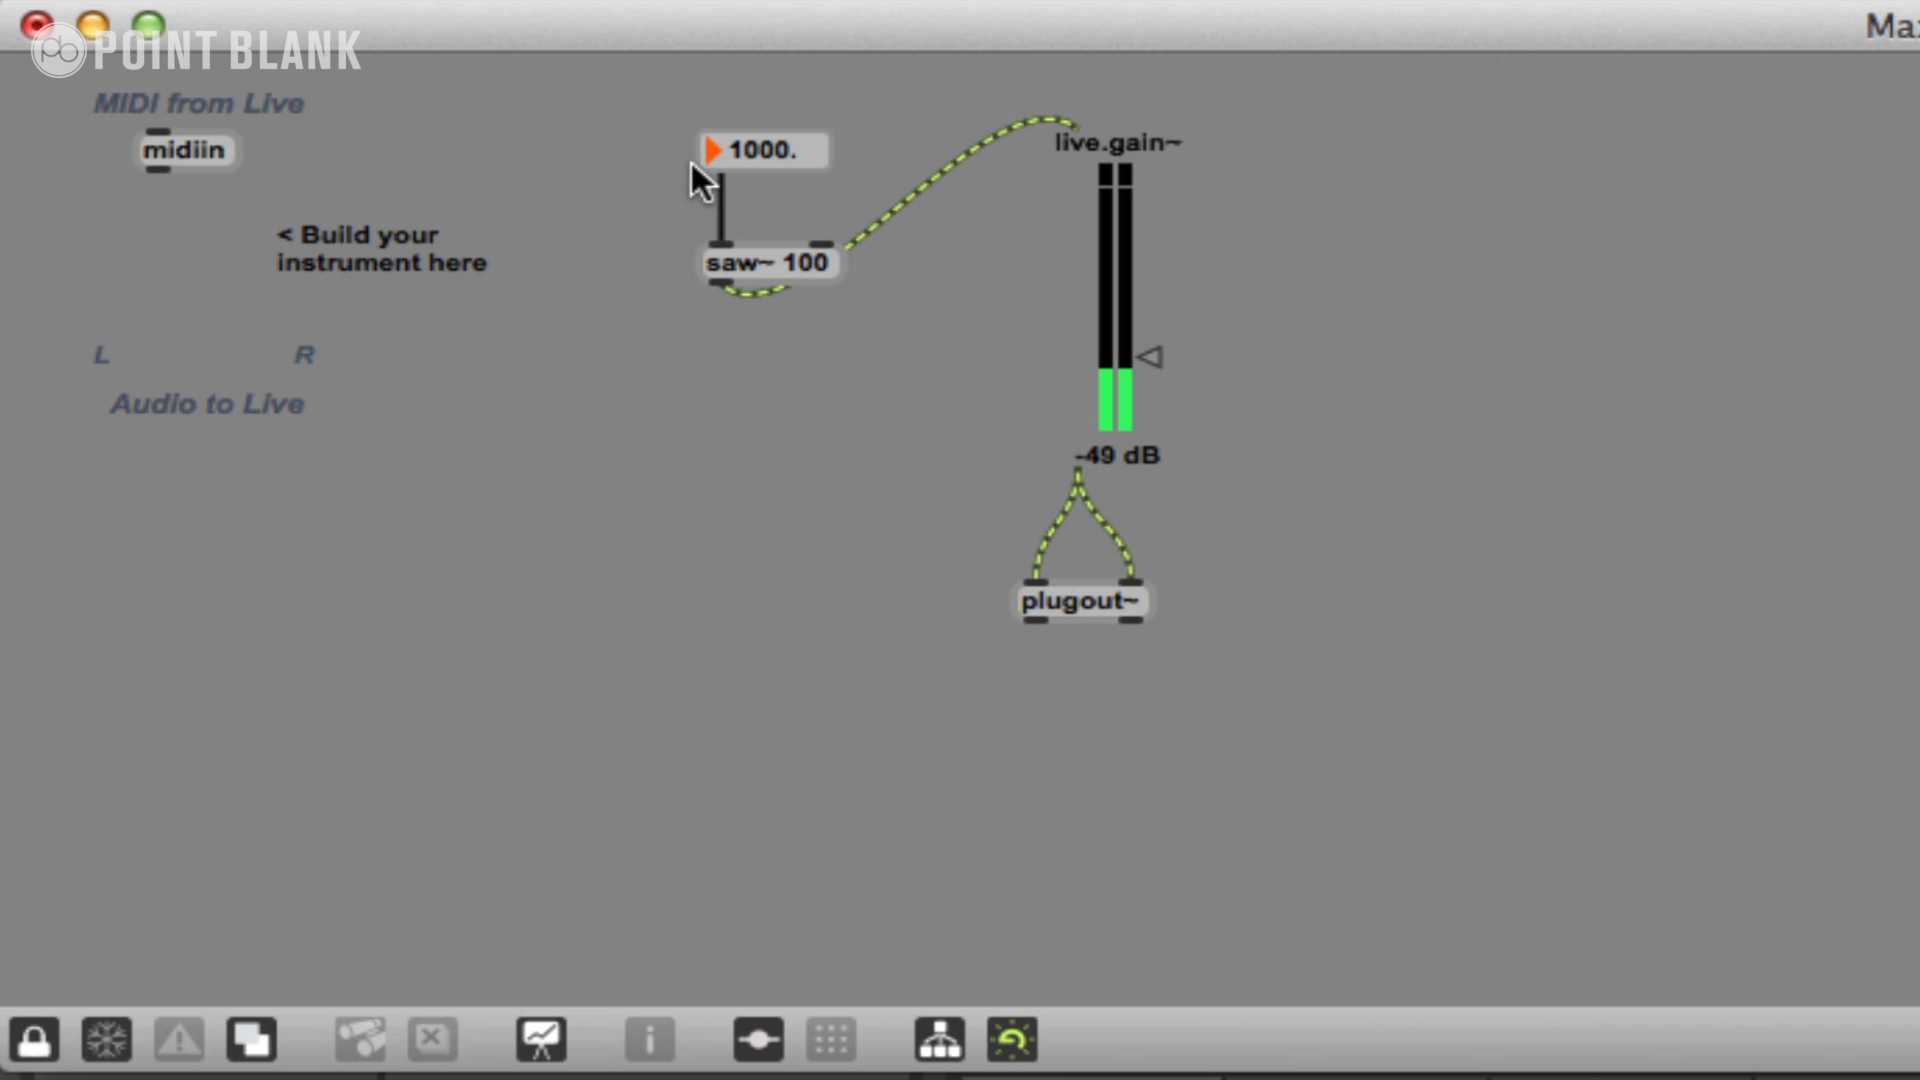 Ma
pb POINT BLANK
MIDI from Live
midiin
1000.
live.gain~
< Build your
instrument here
saw~ 100
L R
Audio to Live
-49 dB
plugout~